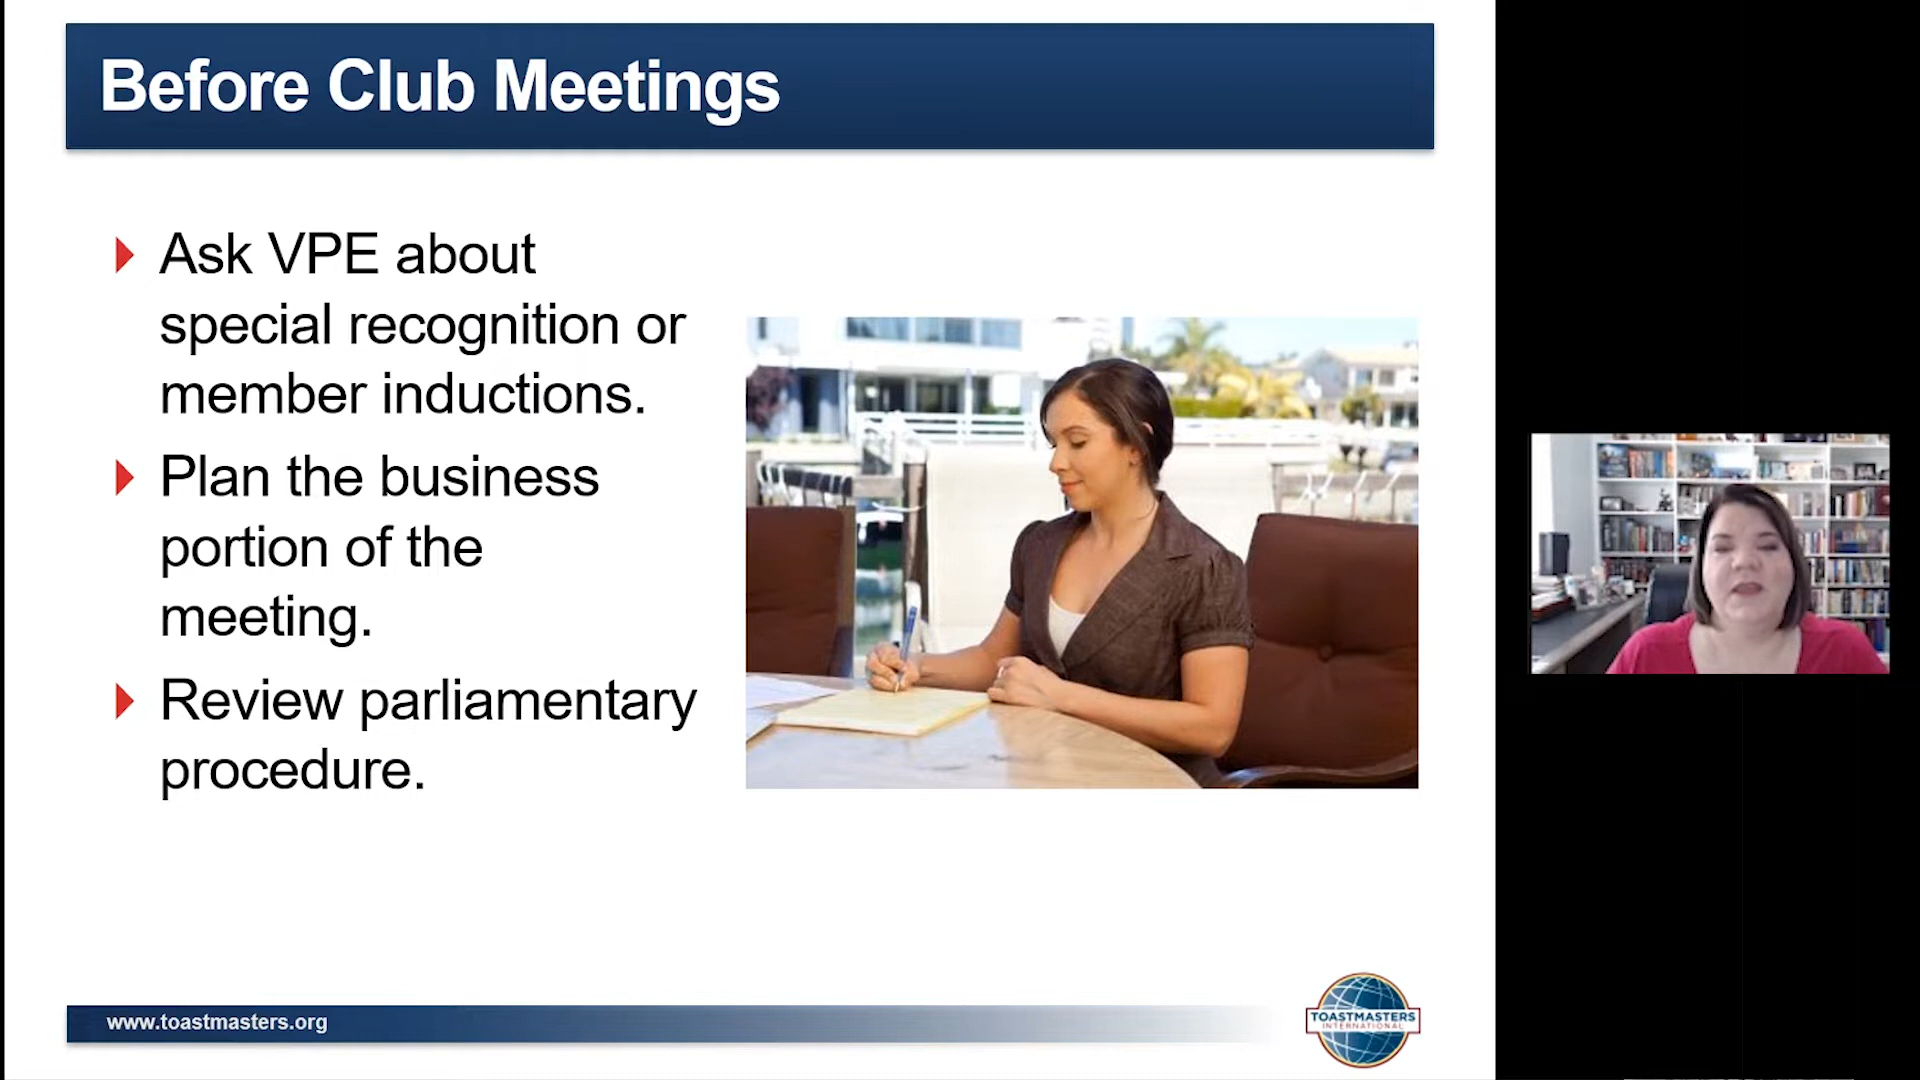 Before Club Meetings
Ask VPE about
special recognition or
member inductions.
Plan the business
portion of the
meeting.
Review parliamentary
procedure.
www.toastmasters.org
TOASTMASTERS
INTERNATIONAL